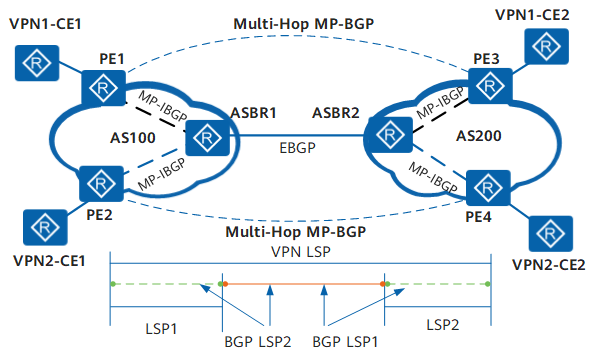 VPN1-CE1
Multi-Hop MP-BGP
VPN1-CE2
R
R
PE1
PE3
R
R
MP-IBGP
MP-IBGP
ASBR1
ASBR2
AS100
R
R
AS200
EBGP
MP-IBGP
MP-IBGP
R
R
PE2
PE4
R
R
Multi-Hop MP-BGP
VPN2-CE1
VPN2-CE2
VPN LSP
LSP1
LSP2
BGP LSP2
BGP LSP1